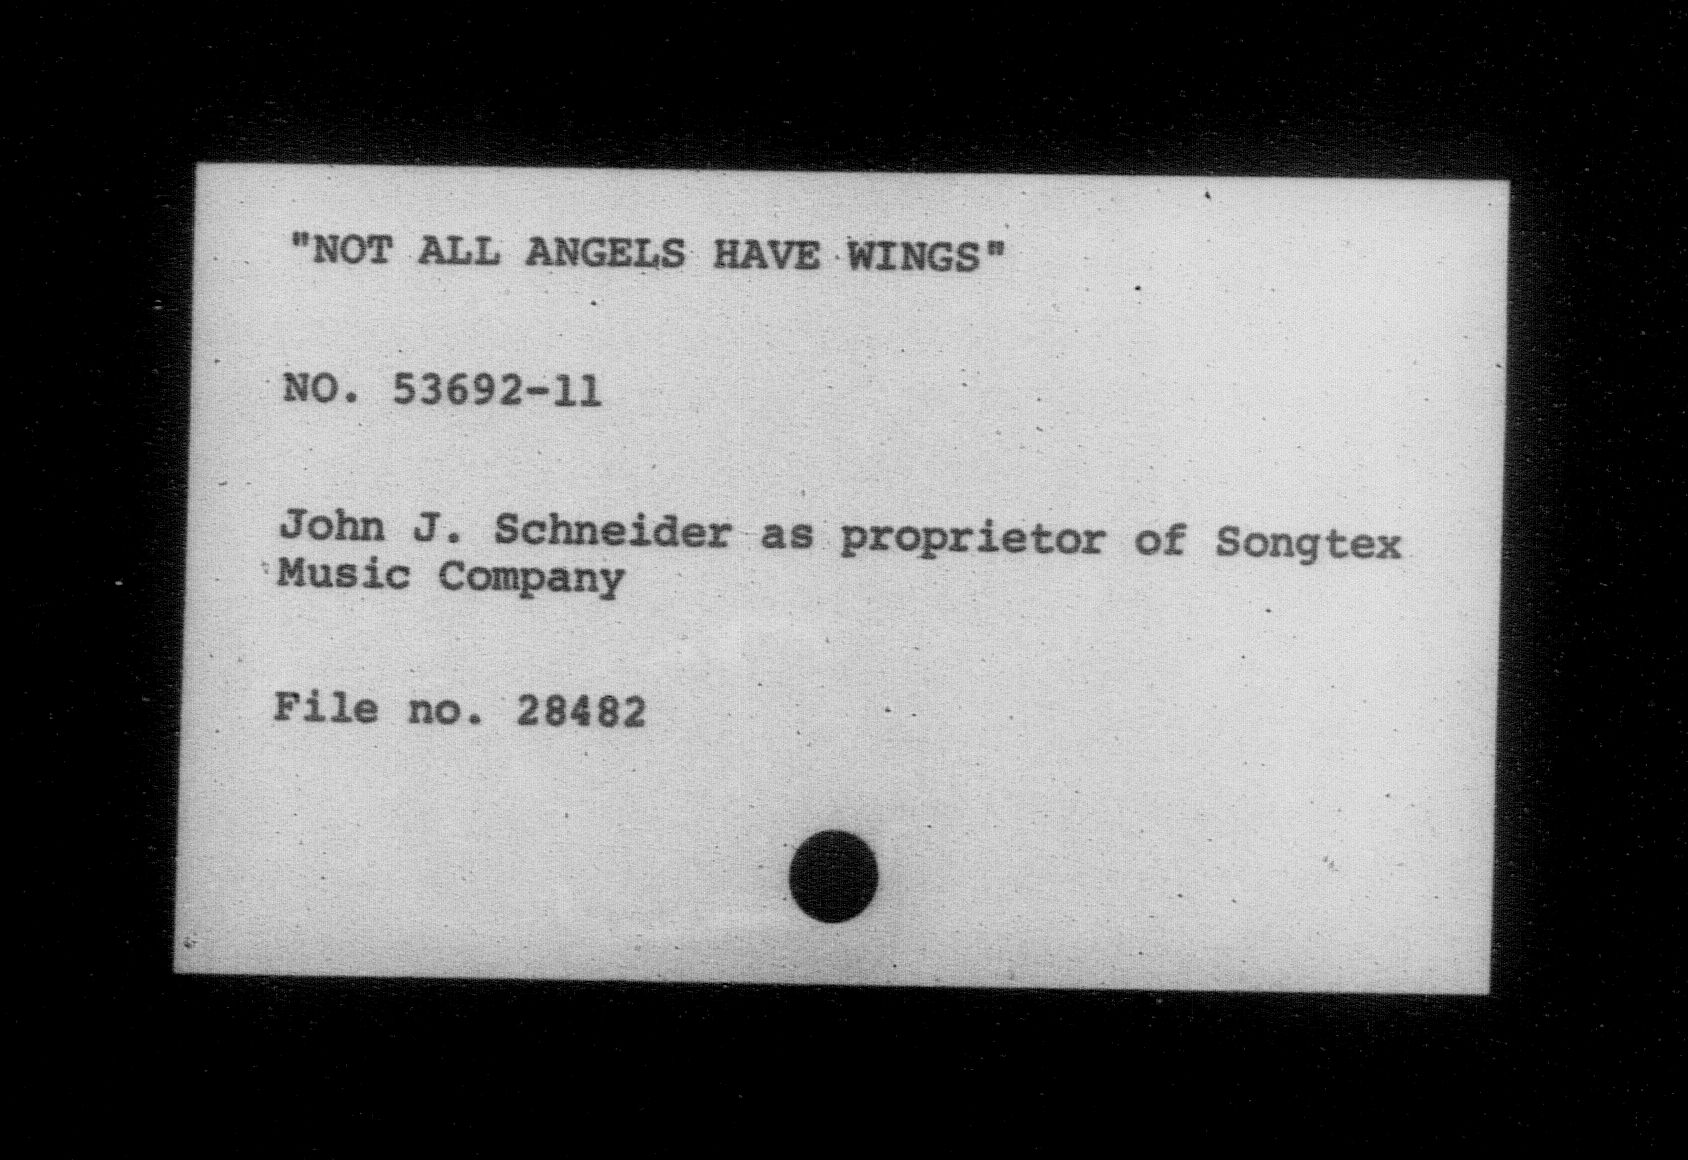 "NOT ALL ANGELS HAVE WINGS"
NO. 53692-11
John J. Schneider as proprietor of Songtex
Music Company
File no. 28482